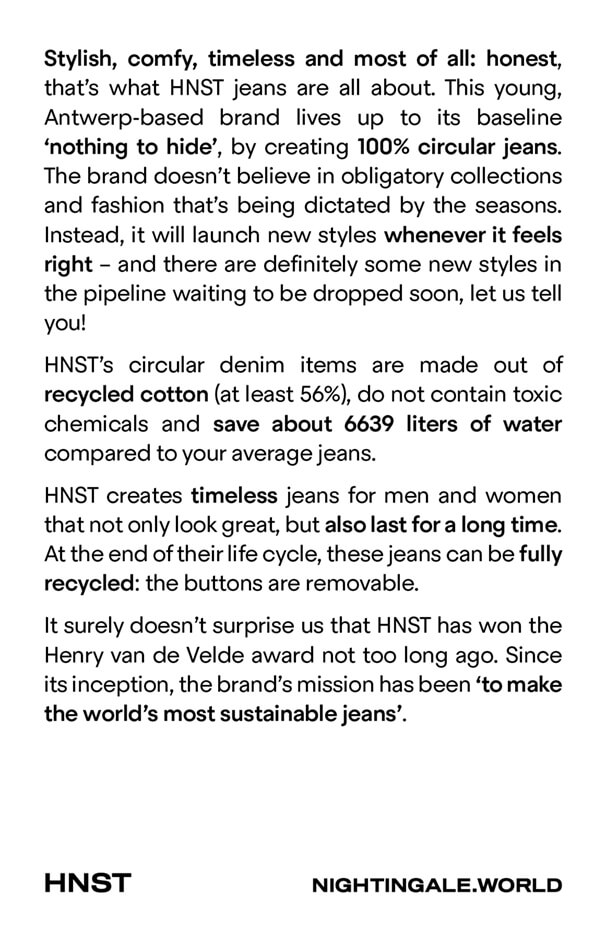 Stylish, comfy, timeless and most of all: honest,
that’s what HNST jeans are all about. This young,
Antwerp-based brand lives up to its baseline
‘nothing to hide’, by creating 100% circular jeans.
The brand doesn’t believe in obligatory collections
and fashion that’s being dictated by the seasons.
Instead, it will launch new styles whenever it feels
right – and there are definitely some new styles in
the pipeline waiting to be dropped soon, let us tell
you!
HNST’s circular denim items are made out of
recycled cotton (at least 56%), do not contain toxic
chemicals and save about 6639 liters of water
compared to your average jeans.
HNST creates timeless jeans for men and women
that not only look great, but also last for a long time.
At the end of their life cycle, these jeans can be fully
recycled: the buttons are removable.
It surely doesn’t surprise us that HNST has won the
Henry van de Velde award not too long ago. Since
its inception, the brand’s mission has been ‘to make
the world’s most sustainable jeans’.
HNST
NIGHTINGALE.WORLD